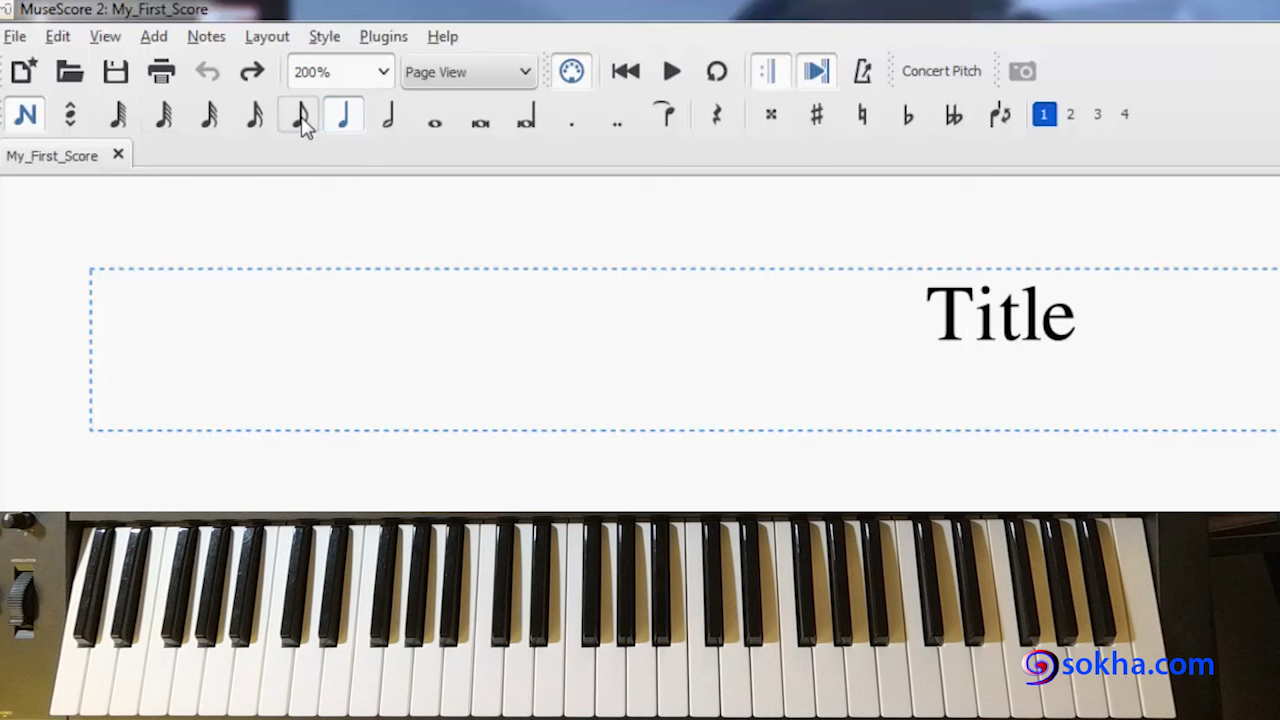 MuseScore 2: My_First_Score
File Edit View Add Notes Layout Style Plugins Help
200% Page View Concert Pitch
1 2 3 4
My_First_Score
Title
sokha.com